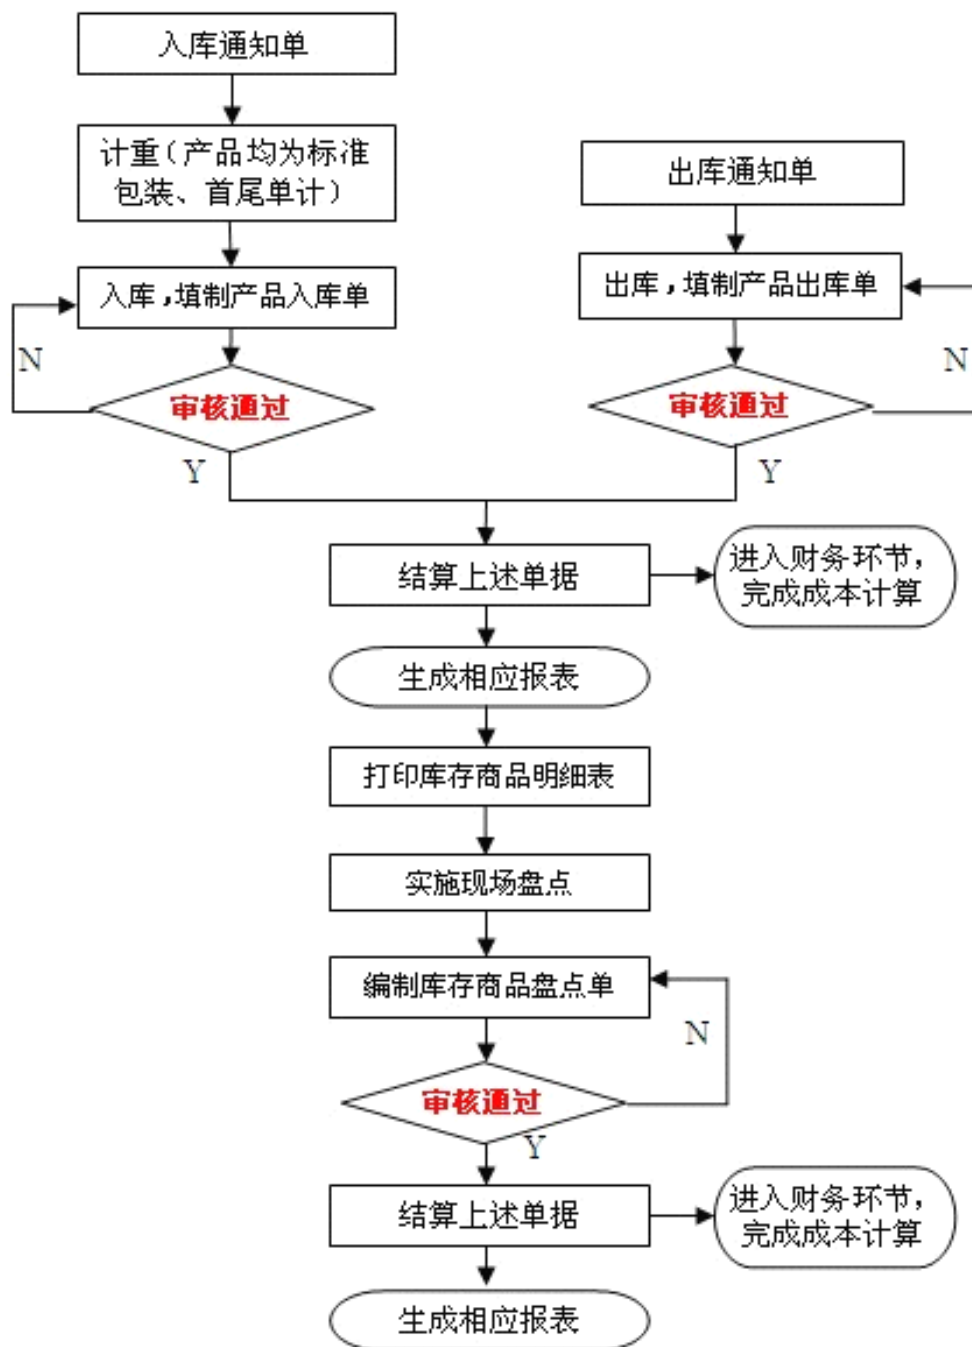 入库通知单
计重（产品均为标准
包装、首尾单计）
入库，填制产品入库单
N
审核通过
Y
出库通知单
出库，填制产品出库单
N
审核通过
Y
结算上述单据
进入财务环节，
完成成本计算
生成相应报表
打印库存商品明细表
实施现场盘点
编制库存商品盘点单
N
审核通过
Y
结算上述单据
进入财务环节，
完成成本计算
生成相应报表